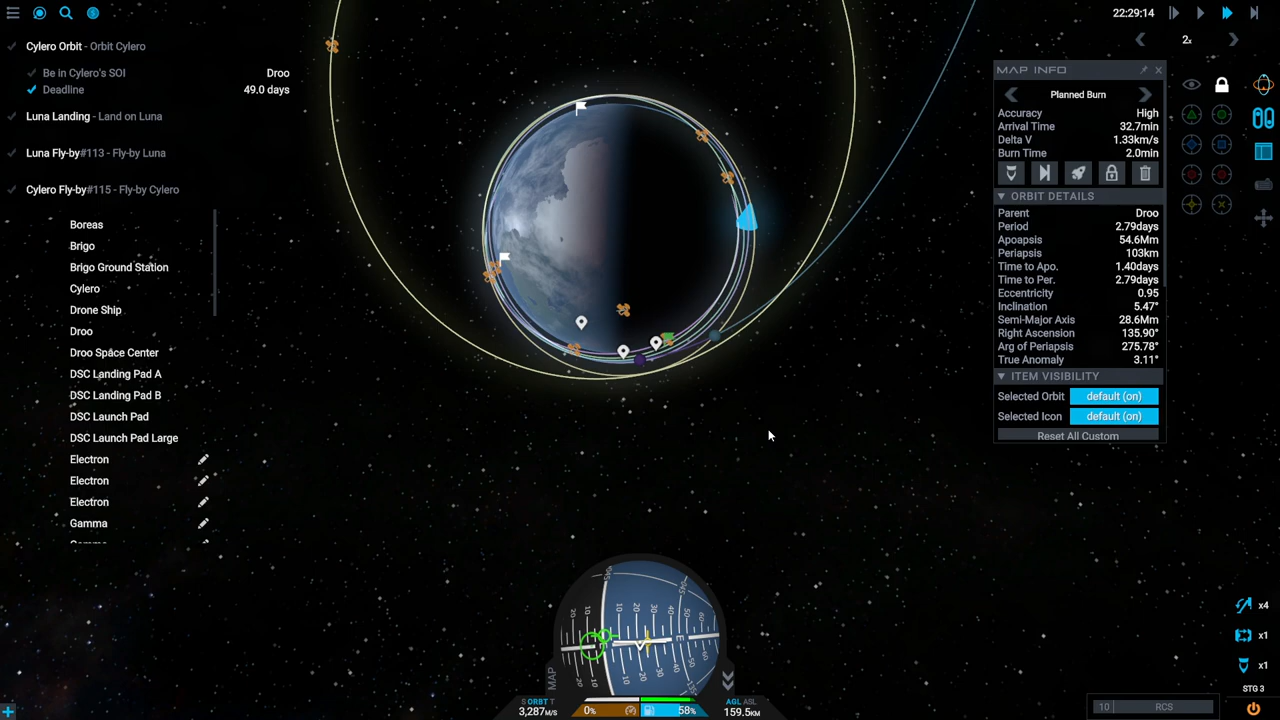 22:29:14
2x
Cylero Orbit - Orbit Cylero
Be in Cylero's SOI Droo
Deadline 49.0 days
Luna Landing - Land on Luna
Luna Fly-by#113 - Fly-by Luna
Cylero Fly-by#115 - Fly-by Cylero
Boreas
Brigo
Brigo Ground Station
Cylero
Drone Ship
Droo
Droo Space Center
DSC Landing Pad A
DSC Landing Pad B
DSC Launch Pad
DSC Launch Pad Large
Electron
Electron
Electron
Gamma
MAP INFO
Planned Burn
Accuracy High
Arrival Time 32.7min
Delta V 1.33km/s
Burn Time 2.0min
ORBIT DETAILS
Parent Droo
Period 2.79days
Apoapsis 54.6Mm
Periapsis 103km
Time to Apo. 1.40days
Time to Per. 2.79days
Eccentricity 0.95
Inclination 5.47°
Semi-Major Axis 28.6Mm
Right Ascension 135.90°
Arg of Periapsis 275.78°
True Anomaly 3.11°
ITEM VISIBILITY
Selected Orbit default (on)
Selected Icon default (on)
Reset All Custom
x4
x1
x1
STG 3
10 RCS
MAP
S ORBT T
3,287M/S
0%
58%
AGL ASL
159.5KM